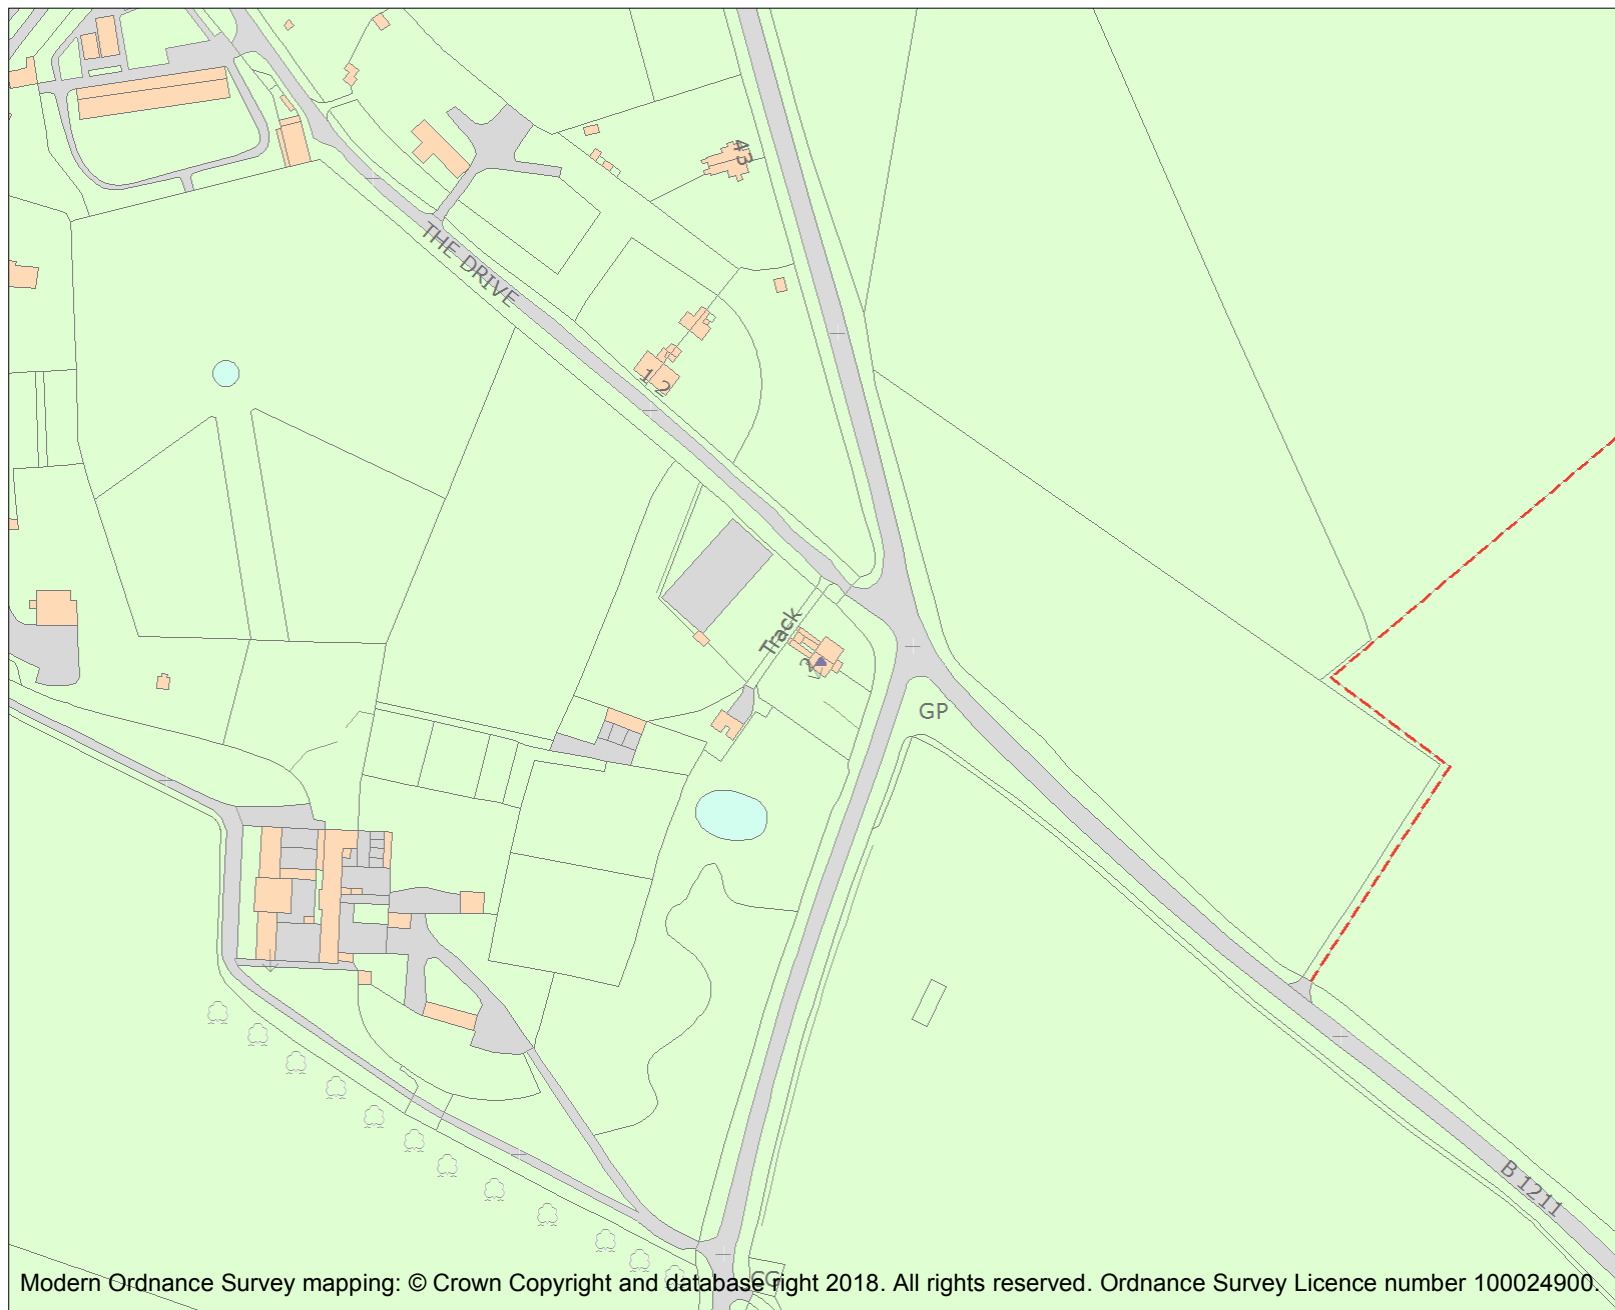 43
THE DRIVE
1 2
Track
GP
B 1211
CG
Modern Ordnance Survey mapping: © Crown Copyright and database right 2018. All rights reserved. Ordnance Survey Licence number 100024900.